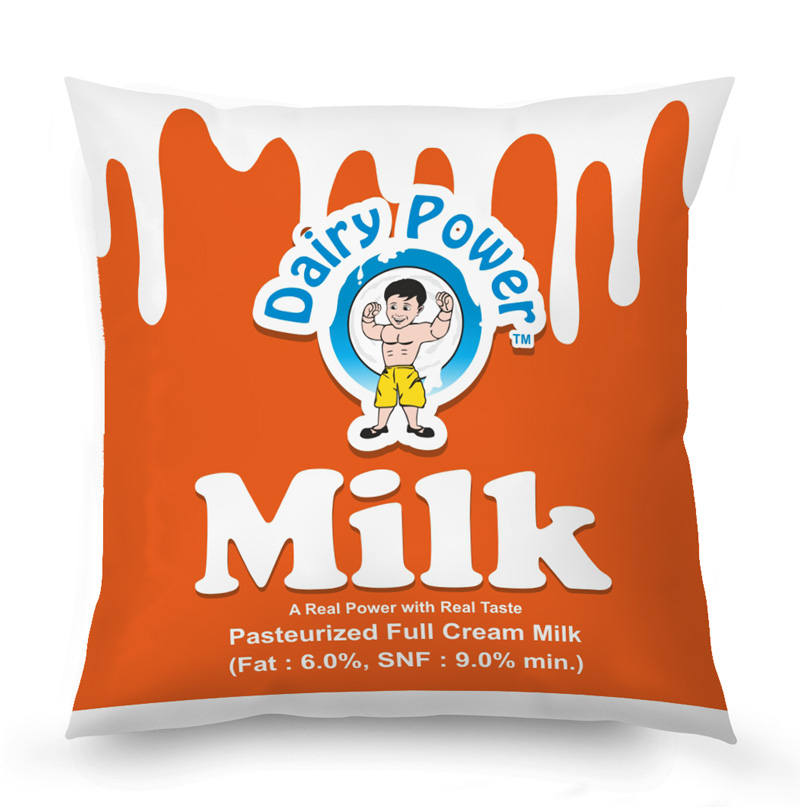 Dairy Power
TM
Milk
A Real Power with Real Taste
Pasteurized Full Cream Milk
(Fat : 6.0%, SNF : 9.0% min.)